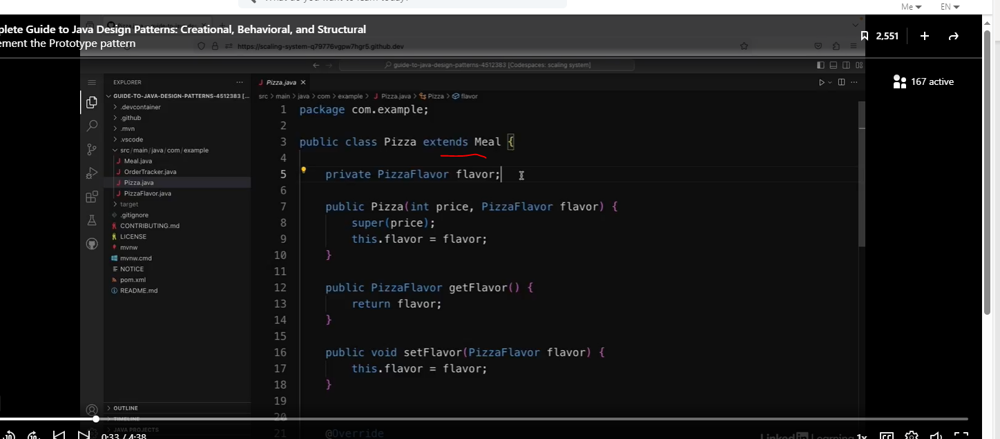 Me EN
plete Guide to Java Design Patterns: Creational, Behavioral, and Structural
ement the Prototype pattern
2,551
https://scaling-system-q79776vgpw7hgr5.github.dev
guide-to-java-design-patterns-4512383 [Codespaces: scaling system]
167 active
EXPLORER
GUIDE-TO-JAVA-DESIGN-PATTERNS-4512383 [...
.devcontainer
.github
.mvn
.vscode
src/main/java/com/example
Meal.java
OrderTracker.java
Pizza.java
PizzaFlavor.java
target
.gitignore
CONTRIBUTING.md
LICENSE
mvnw
mvnw.cmd
NOTICE
pom.xml
README.md
OUTLINE
TIMELINE
JAVA PROJECTS
Pizza.java
src > main > java > com > example > Pizza.java > Pizza > flavor
1 package com.example;
2
3 public class Pizza extends Meal {
4
5 private PizzaFlavor flavor;
6
7 public Pizza(int price, PizzaFlavor flavor) {
8 super(price);
9 this.flavor = flavor;
10 }
11
12 public PizzaFlavor getFlavor() {
13 return flavor;
14 }
15
16 public void setFlavor(PizzaFlavor flavor) {
17 this.flavor = flavor;
18 }
19
20
21 @Override
0:33 / 4:38
LinkedIn Learning
1x